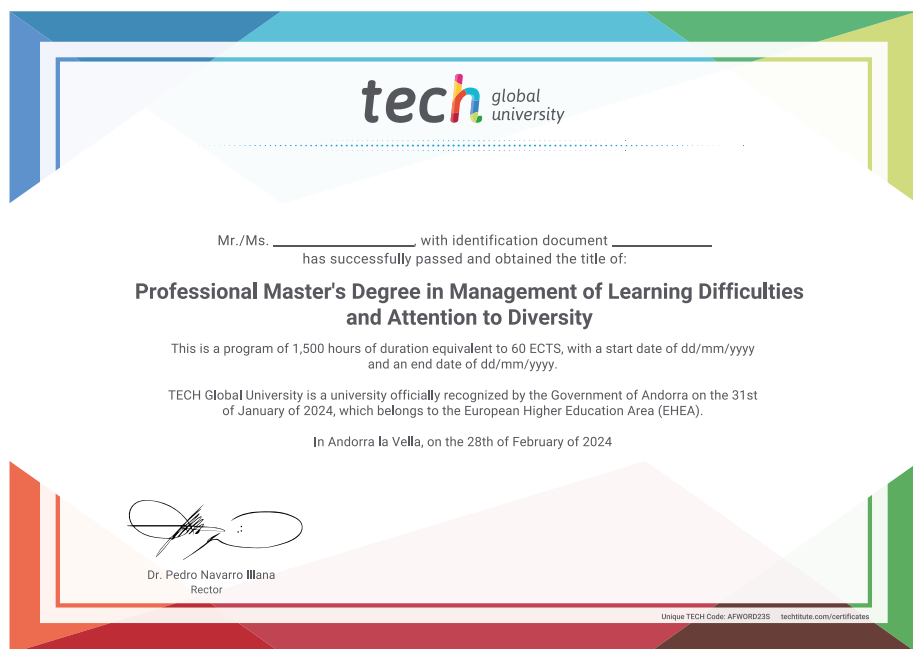 tech global university
Mr./Ms. ____________, with identification document ____________
has successfully passed and obtained the title of:
Professional Master's Degree in Management of Learning Difficulties
and Attention to Diversity
This is a program of 1,500 hours of duration equivalent to 60 ECTS, with a start date of dd/mm/yyyy
and an end date of dd/mm/yyyy.
TECH Global University is a university officially recognized by the Government of Andorra on the 31st
of January of 2024, which belongs to the European Higher Education Area (EHEA).
In Andorra la Vella, on the 28th of February of 2024
Dr. Pedro Navarro Illana
Rector
Unique TECH Code: AFWORD23S techtitute.com/certificates